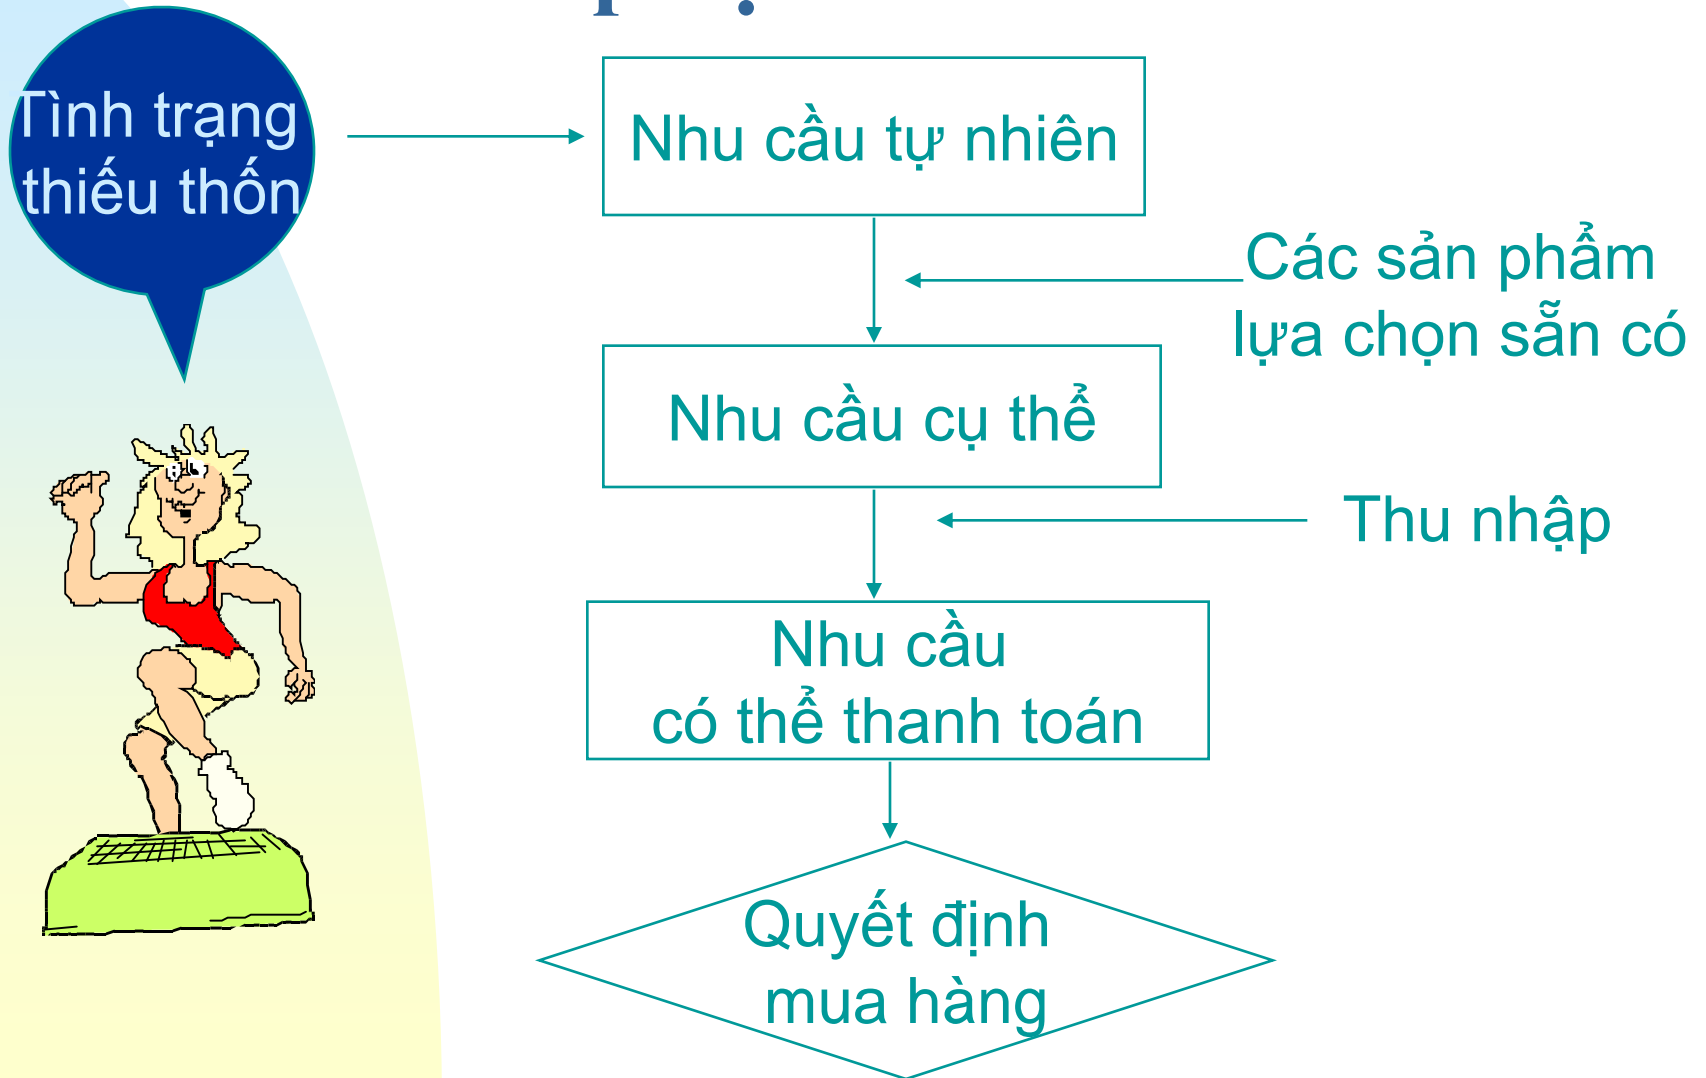 Tình trạng
thiếu thốn
Nhu cầu tự nhiên
Các sản phẩm
lựa chọn sẵn có
Nhu cầu cụ thể
Thu nhập
Nhu cầu
có thể thanh toán
Quyết định
mua hàng